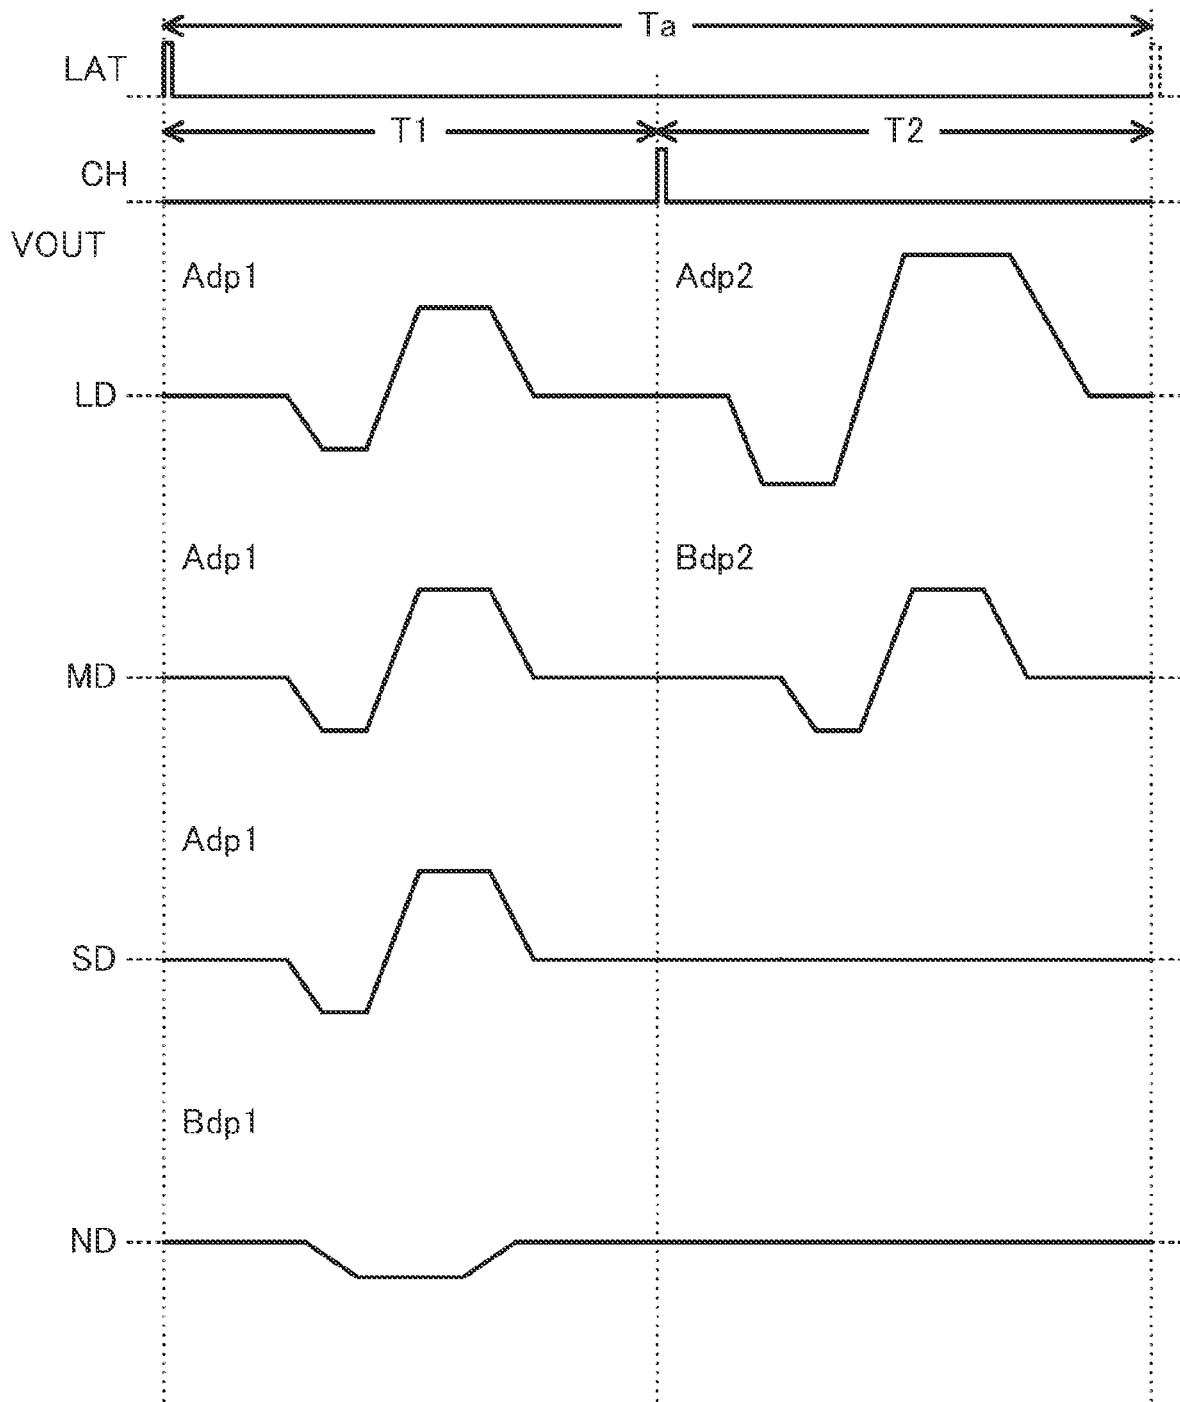 Ta
LAT
T1 T2
CH
VOUT
Adp1 Adp2
LD
Adp1 Bdp2
MD
Adp1
SD
Bdp1
ND